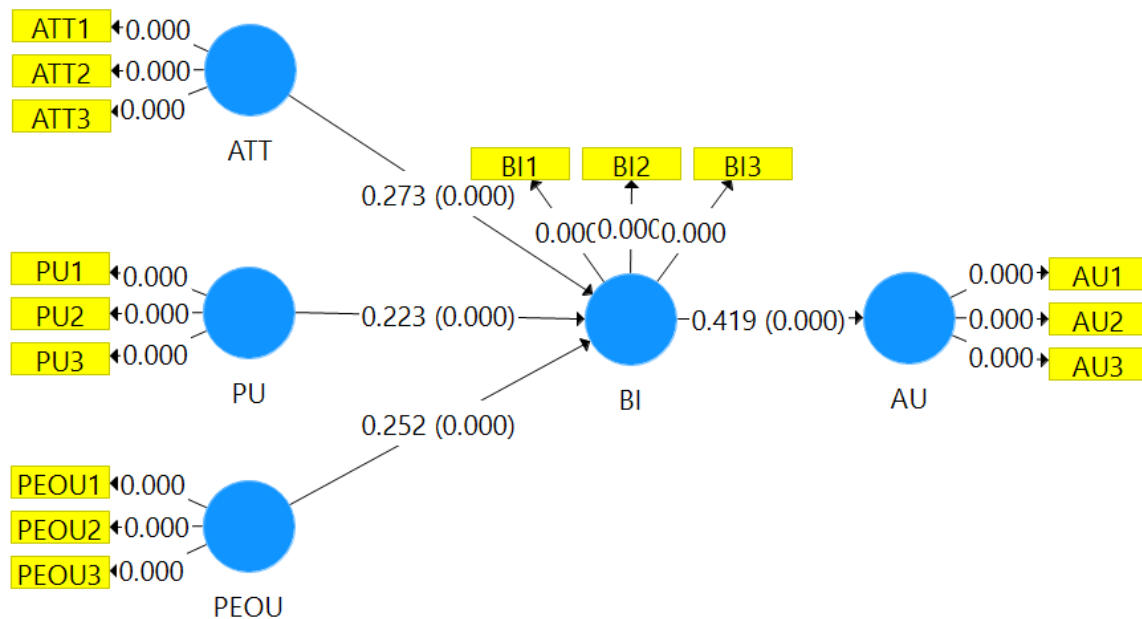 ATT1
0.000
ATT2
0.000
ATT3
0.000
ATT
0.273 (0.000)
BI1
BI2
BI3
0.000
0.000
0.000
PU1
0.000
PU2
0.000
PU3
0.000
PU
0.223 (0.000)
BI
0.419 (0.000)
AU
0.000
AU1
0.000
AU2
0.000
AU3
0.252 (0.000)
PEOU1
0.000
PEOU2
0.000
PEOU3
0.000
PEOU